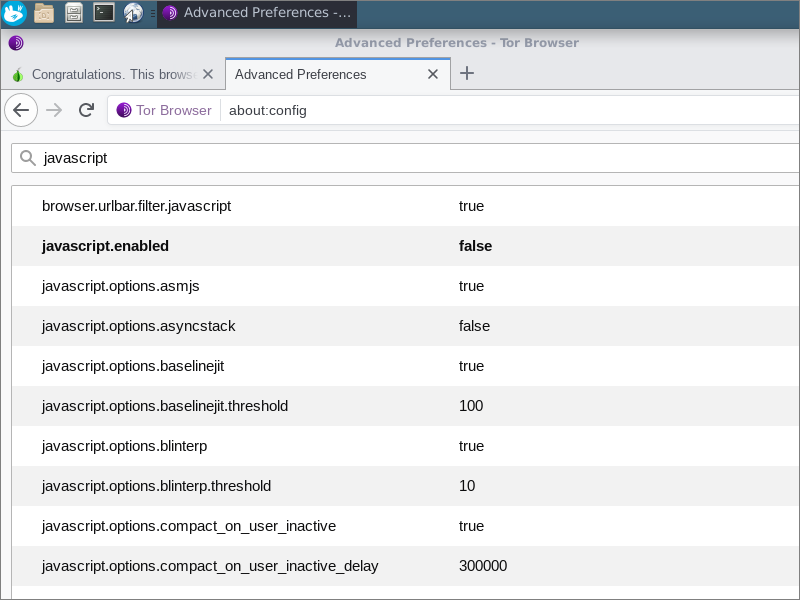 Advanced Preferences -...
Advanced Preferences - Tor Browser
Congratulations. This brows
Advanced Preferences
Tor Browser about:config
javascript
browser.urlbar.filter.javascript true
javascript.enabled false
javascript.options.asmjs true
javascript.options.asyncstack false
javascript.options.baselinejit true
javascript.options.baselinejit.threshold 100
javascript.options.blinterp true
javascript.options.blinterp.threshold 10
javascript.options.compact_on_user_inactive true
javascript.options.compact_on_user_inactive_delay 300000